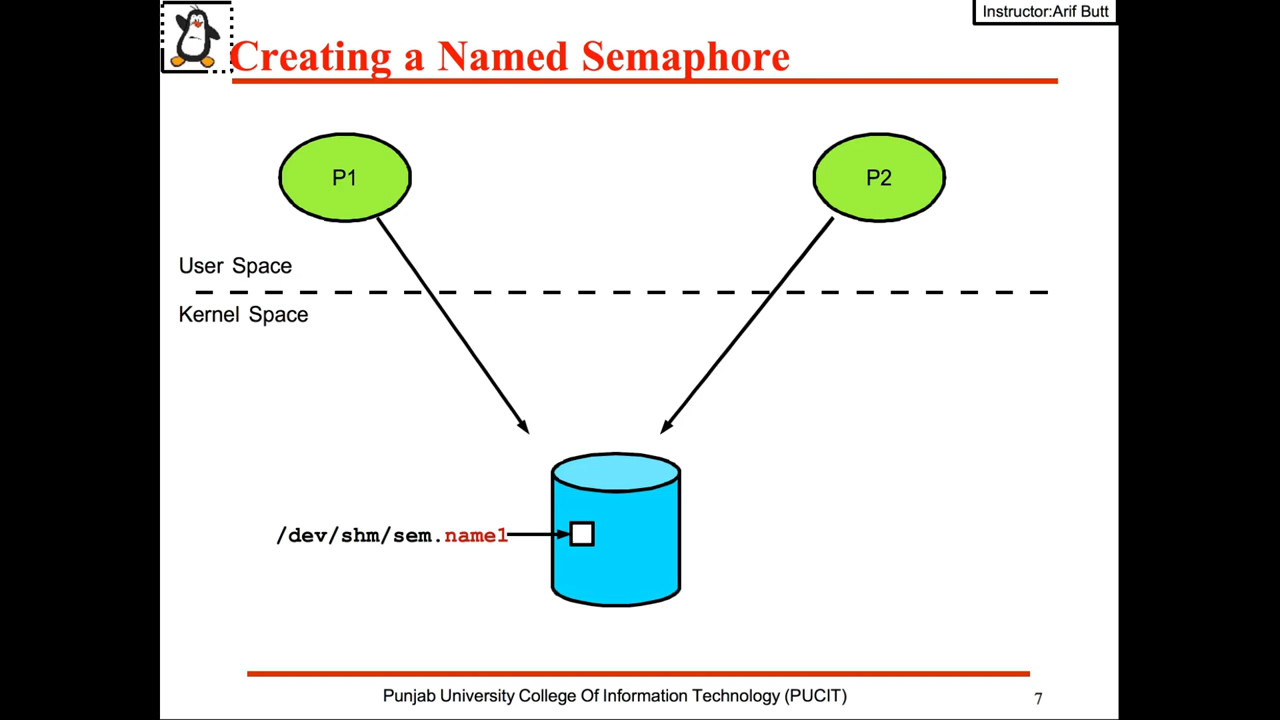 Instructor:Arif Butt
Creating a Named Semaphore
P1
P2
User Space
Kernel Space
/dev/shm/sem.name1
Punjab University College Of Information Technology (PUCIT)
7